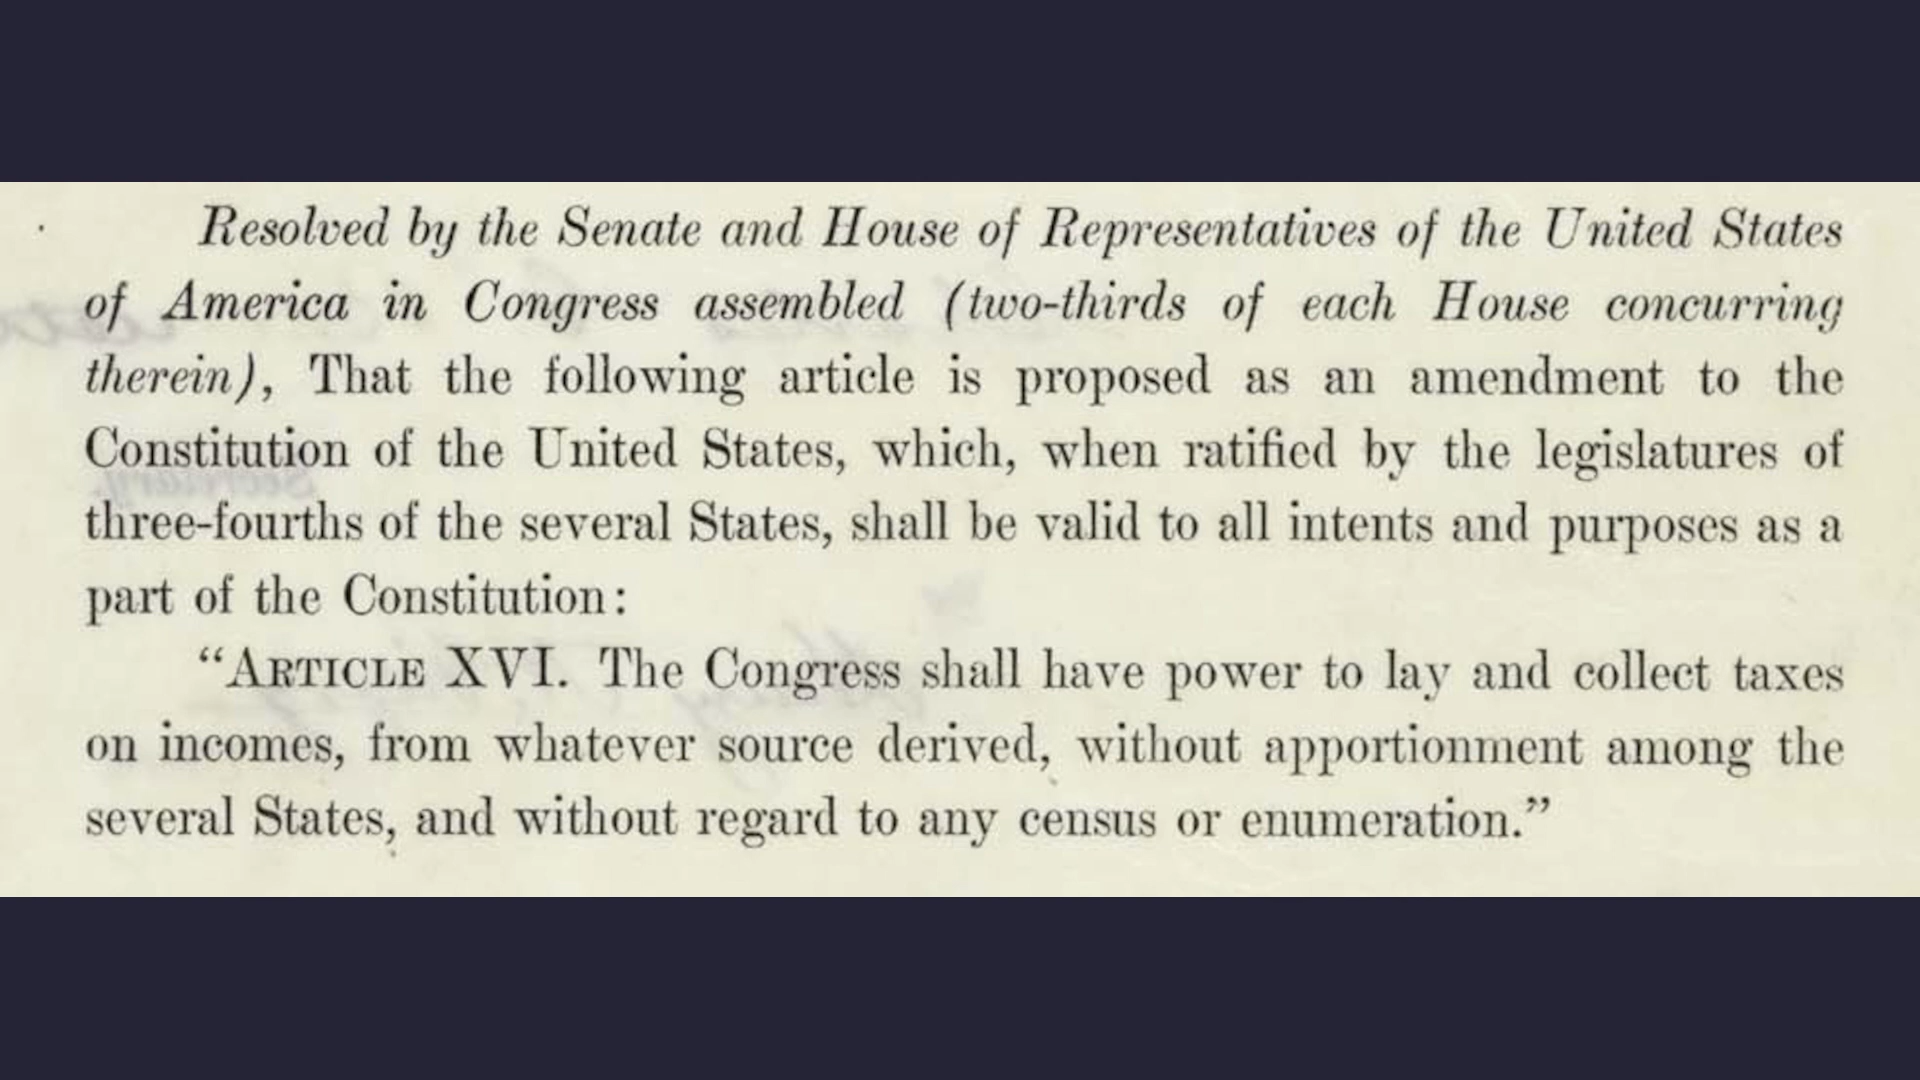 Resolved by the Senate and House of Representatives of the United States
of America in Congress assembled (two-thirds of each House concurring
therein), That the following article is proposed as an amendment to the
Constitution of the United States, which, when ratified by the legislatures of
three-fourths of the several States, shall be valid to all intents and purposes as a
part of the Constitution:
“ARTICLE XVI. The Congress shall have power to lay and collect taxes
on incomes, from whatever source derived, without apportionment among the
several States, and without regard to any census or enumeration.”